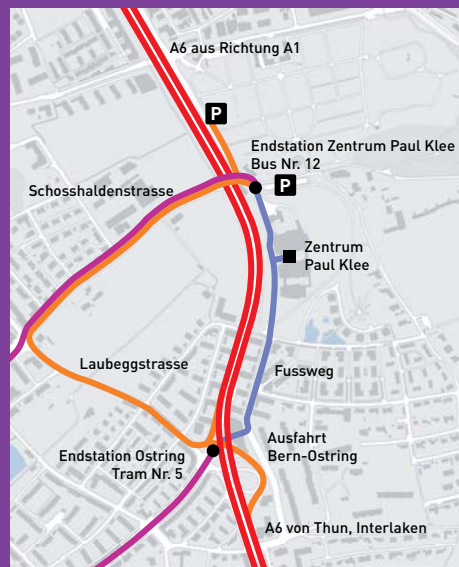 A6 aus Richtung A1
P
Endstation Zentrum Paul Klee
Bus Nr. 12
P
Schosshaldenstrasse
Zentrum
Paul Klee
Laubeggstrasse
Fussweg
Ausfahrt
Bern-Ostring
Endstation Ostring
Tram Nr. 5
A6 von Thun, Interlaken